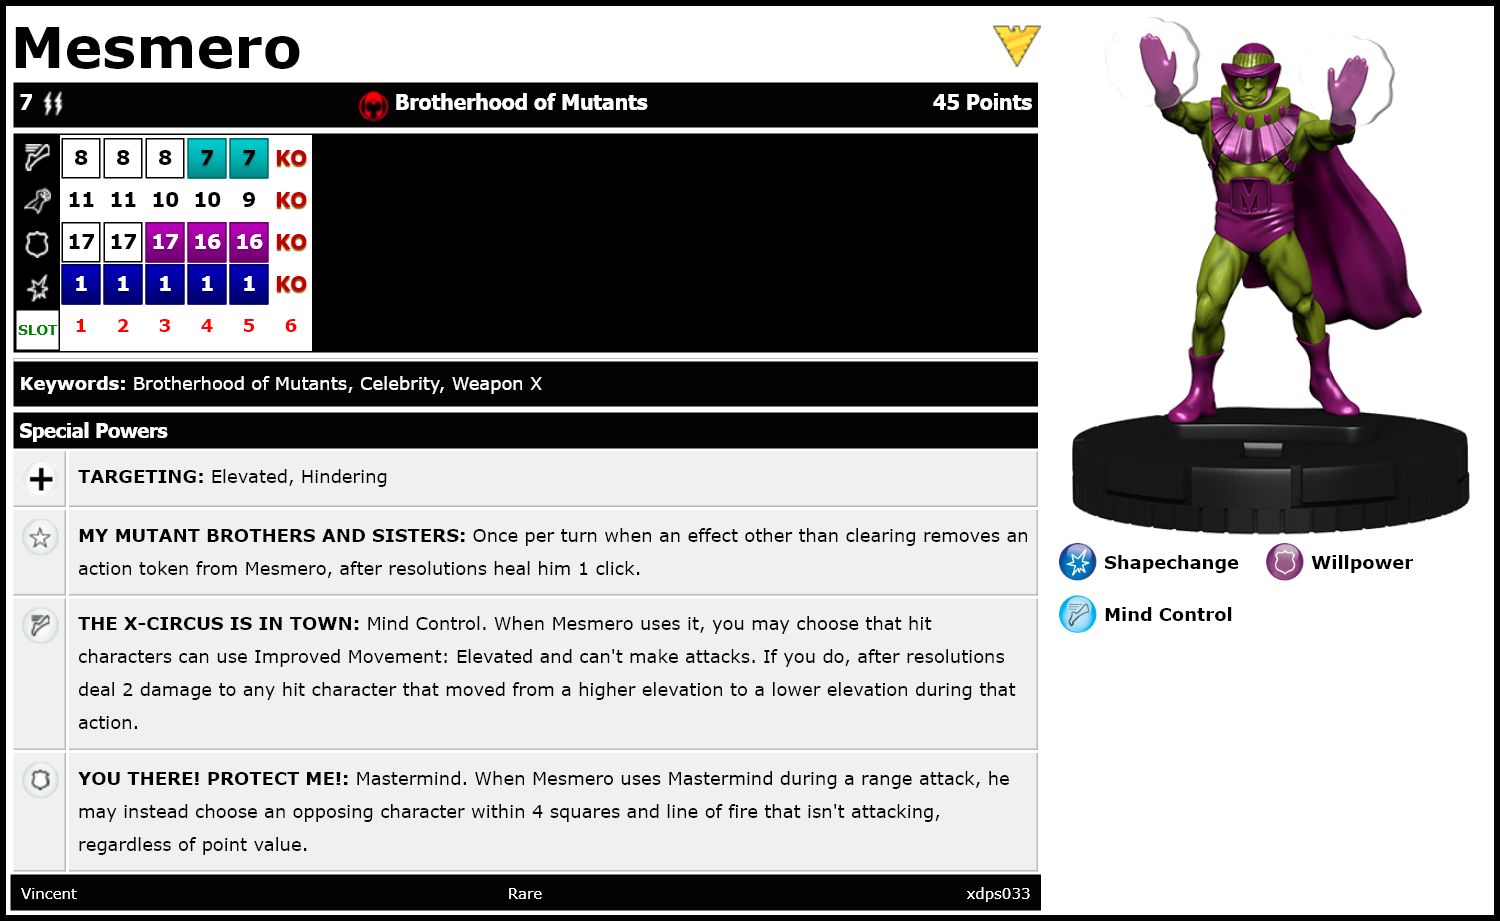 Mesmero
7 Brotherhood of Mutants 45 Points
8 8 8 7 7 KO
11 11 10 10 9 KO
17 17 17 16 16 KO
1 1 1 1 1 KO
SLOT 1 2 3 4 5 6
Keywords: Brotherhood of Mutants, Celebrity, Weapon X
Special Powers
TARGETING: Elevated, Hindering
MY MUTANT BROTHERS AND SISTERS: Once per turn when an effect other than clearing removes an
action token from Mesmero, after resolutions heal him 1 click.
THE X-CIRCUS IS IN TOWN: Mind Control. When Mesmero uses it, you may choose that hit
characters can use Improved Movement: Elevated and can't make attacks. If you do, after resolutions
deal 2 damage to any hit character that moved from a higher elevation to a lower elevation during that
action.
YOU THERE! PROTECT ME!: Mastermind. When Mesmero uses Mastermind during a range attack, he
may instead choose an opposing character within 4 squares and line of fire that isn't attacking,
regardless of point value.
Vincent Rare xdps033
M
Shapechange Willpower
Mind Control